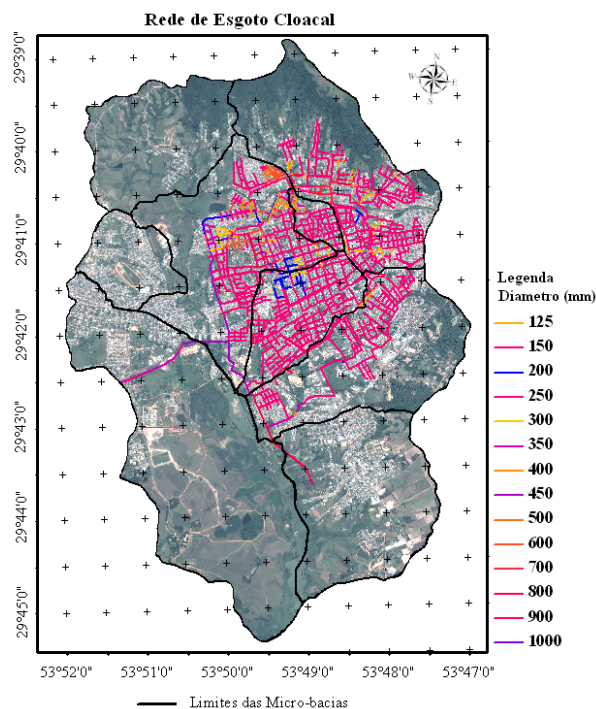 Rede de Esgoto Cloacal
N
W E
S
29°39'0"
29°40'0"
29°41'0"
29°42'0"
29°43'0"
29°44'0"
29°45'0"
53°52'0" 53°51'0" 53°50'0" 53°49'0" 53°48'0" 53°47'0"
Legenda
Diametro (mm)
125
150
200
250
300
350
400
450
500
600
700
800
900
1000
Limites das Micro-bacias